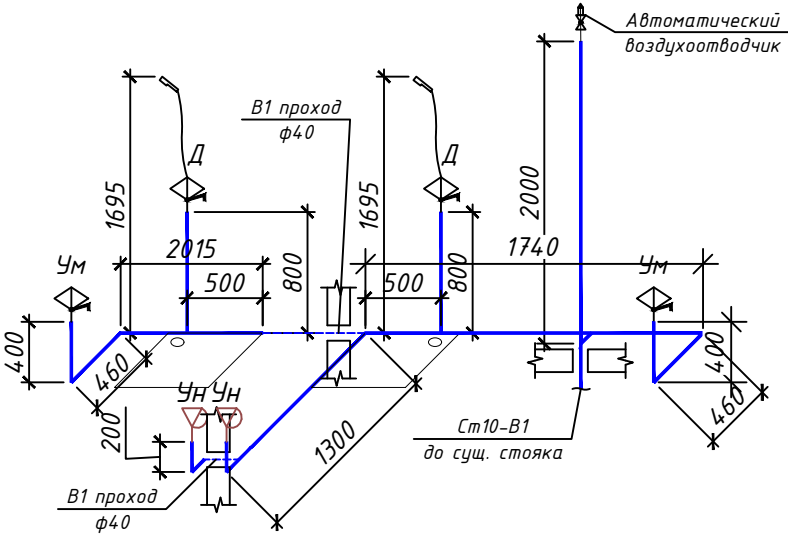 Автоматический
воздухоотводчик
В1 проход
ф40
Д
Д
1695
1695
2000
2015
1740
500
800
500
800
Ум
Ум
400
460
400
460
Ун
Ун
200
1300
Ст10-В1
до сущ. стояка
В1 проход
ф40